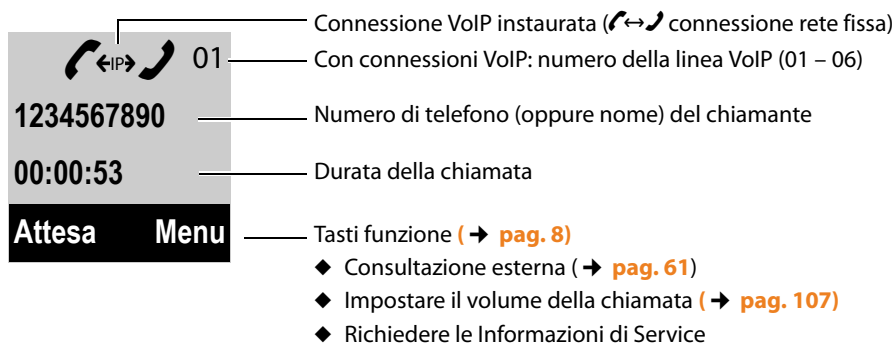 Connessione VoIP instaurata (↔ connessione rete fissa)
IP 01
Con connessioni VoIP: numero della linea VoIP (01 – 06)
1234567890
Numero di telefono (oppure nome) del chiamante
00:00:53
Durata della chiamata
Attesa Menu
Tasti funzione ( ➔ pag. 8)
◆ Consultazione esterna ( ➔ pag. 61)
◆ Impostare il volume della chiamata ( ➔ pag. 107)
◆ Richiedere le Informazioni di Service